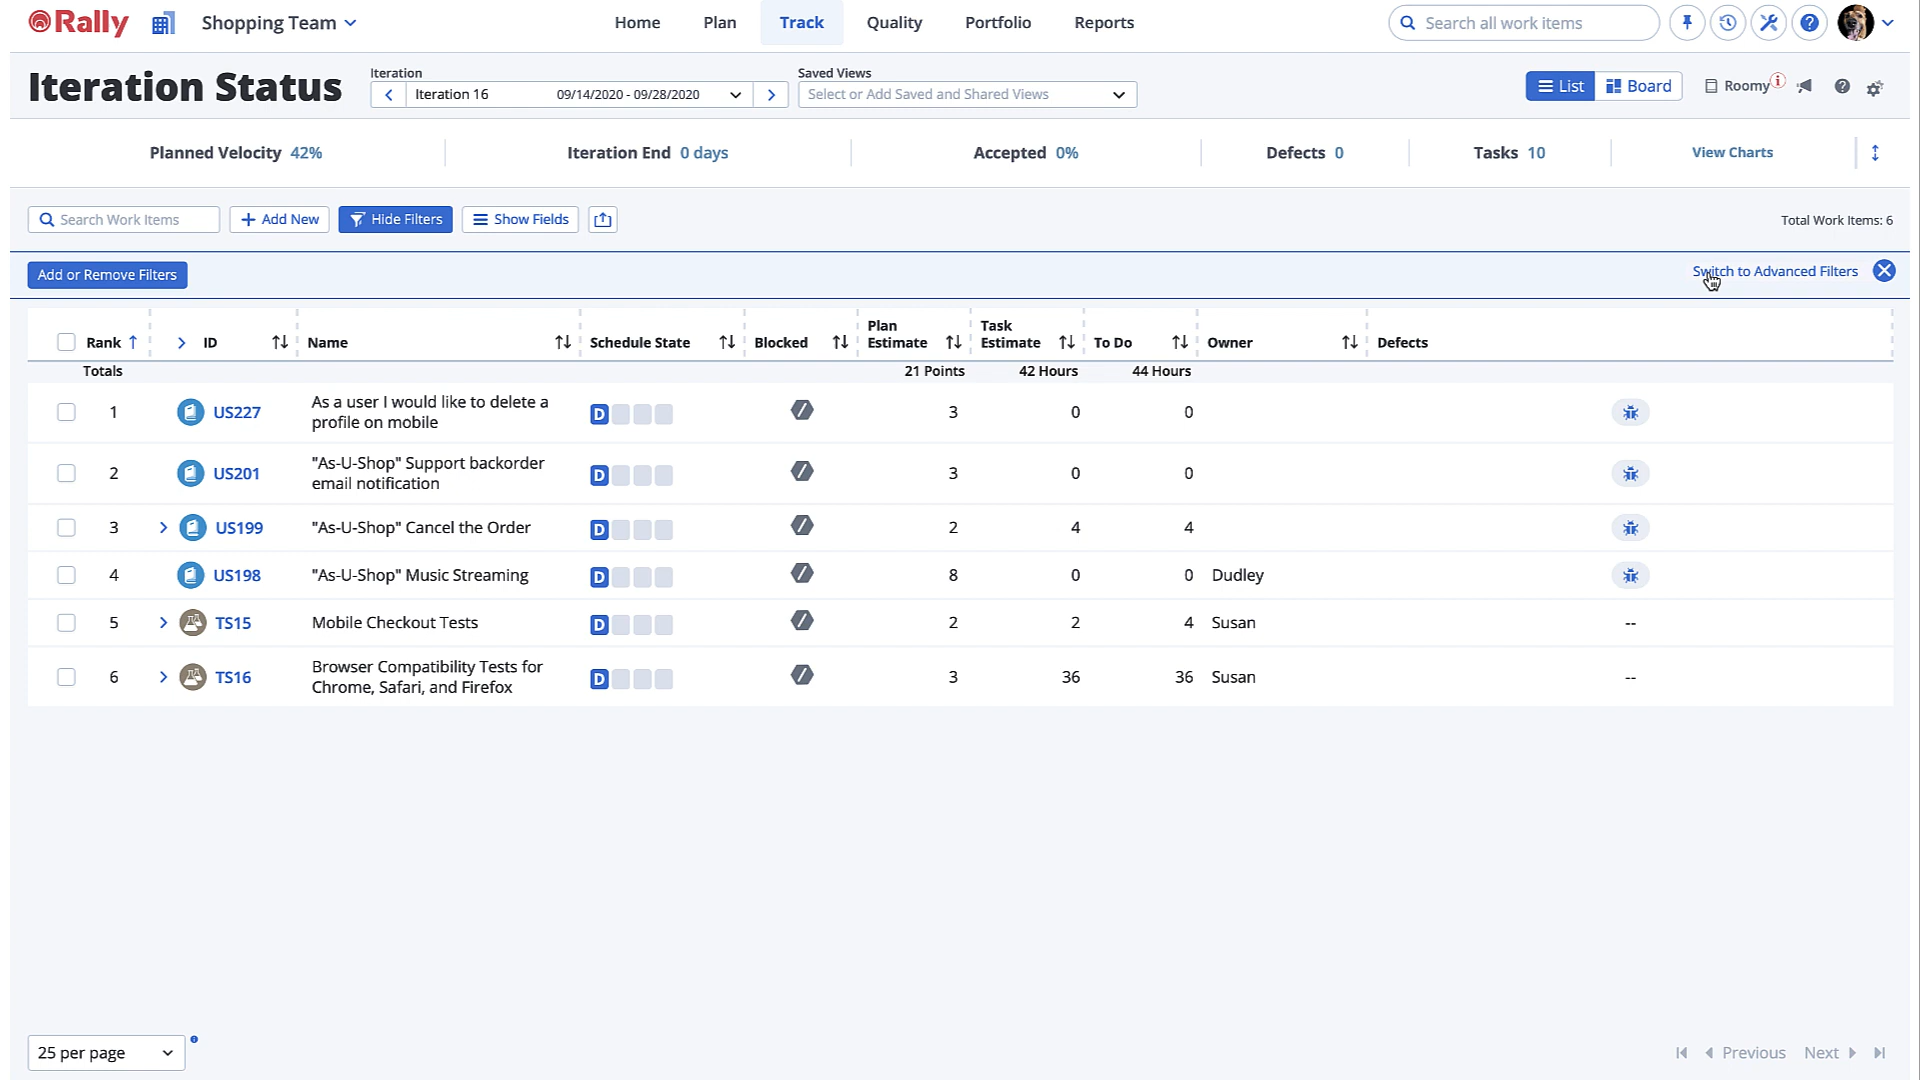 Rally Shopping Team Home Plan Track Quality Portfolio Reports Search all work items
Iteration Status Iteration Saved Views
Iteration 16 09/14/2020 - 09/28/2020 Select or Add Saved and Shared Views List Board Roomy
Planned Velocity 42% Iteration End 0 days Accepted 0% Defects 0 Tasks 10 View Charts
Search Work Items Add New Hide Filters Show Fields Total Work Items: 6
Add or Remove Filters Switch to Advanced Filters
Rank ID Name Schedule State Blocked Plan Estimate Task Estimate To Do Owner Defects
Totals 21 Points 42 Hours 44 Hours
1 US227 As a user I would like to delete a
profile on mobile D 3 0 0
2 US201 "As-U-Shop" Support backorder
email notification D 3 0 0
3 US199 "As-U-Shop" Cancel the Order D 2 4 4
4 US198 "As-U-Shop" Music Streaming D 8 0 0 Dudley
5 TS15 Mobile Checkout Tests D 2 2 4 Susan --
6 TS16 Browser Compatibility Tests for
Chrome, Safari, and Firefox D 3 36 36 Susan --
25 per page Previous Next